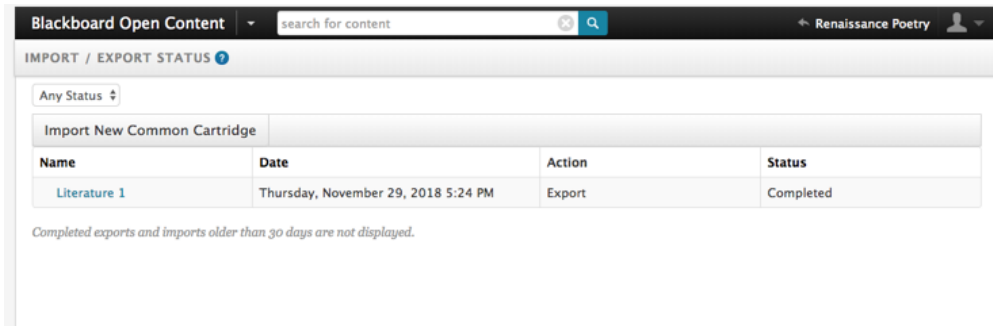 Blackboard Open Content search for content Renaissance Poetry
IMPORT / EXPORT STATUS ?
Any Status
Import New Common Cartridge
Name Date Action Status
Literature 1 Thursday, November 29, 2018 5:24 PM Export Completed
Completed exports and imports older than 30 days are not displayed.